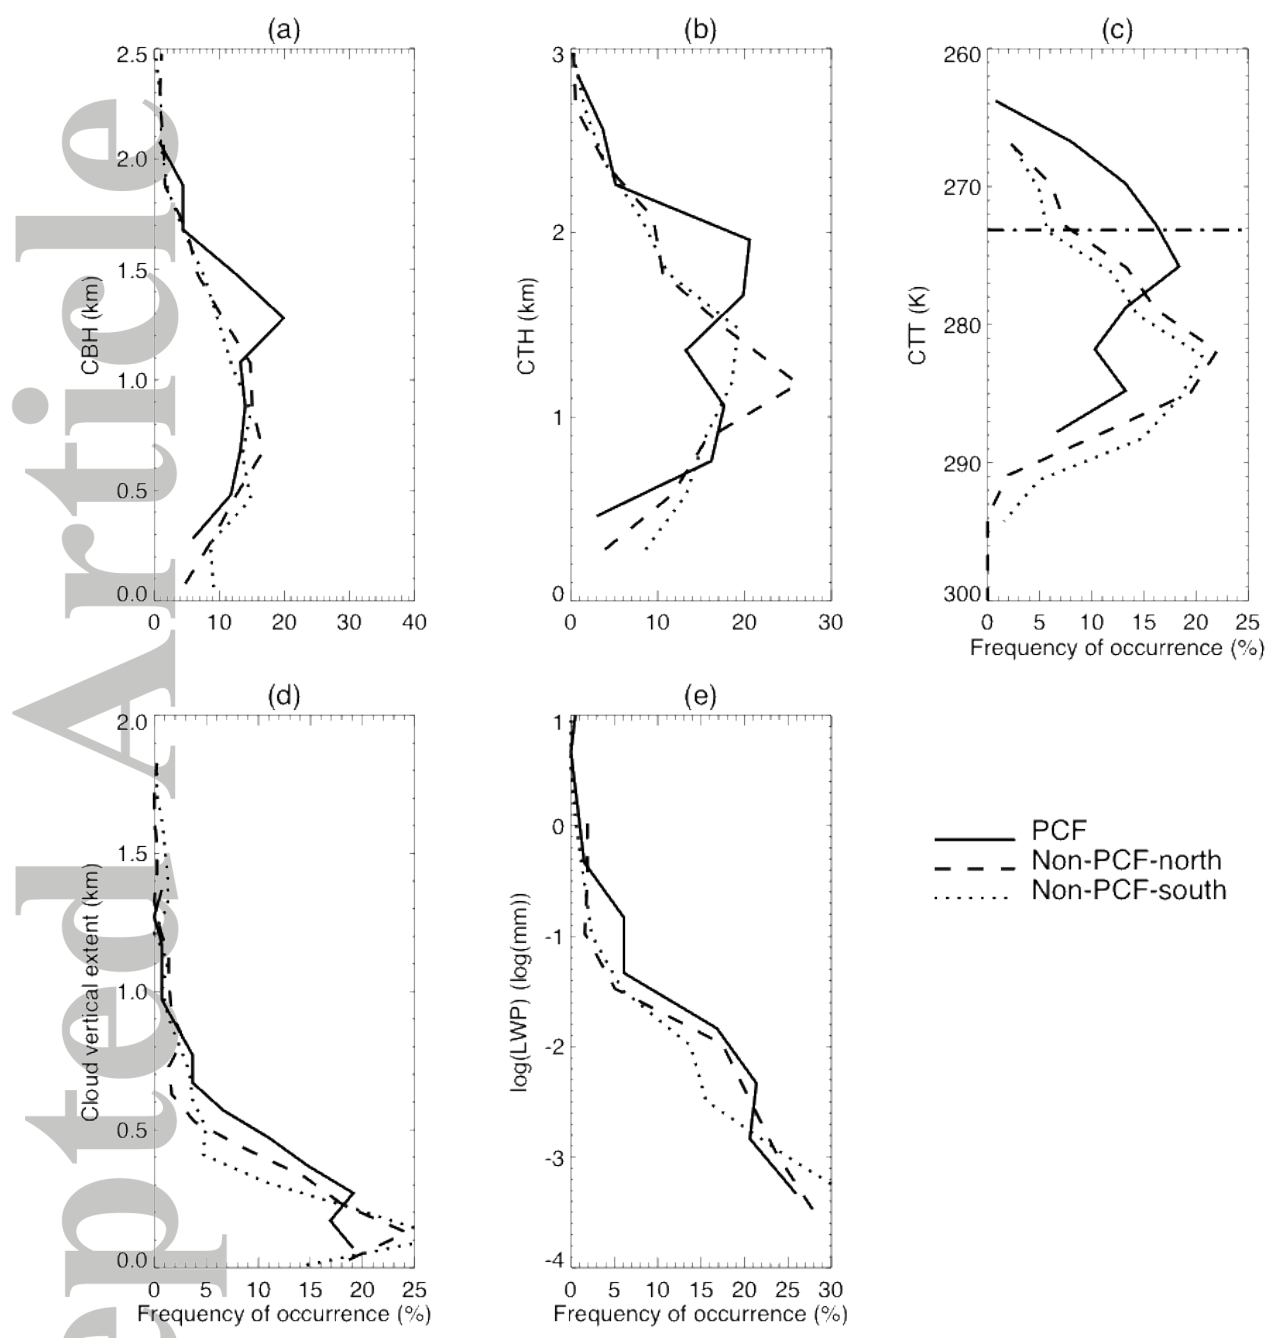 (a)
(b)
(c)
2.5
2.0
1.5
1.0
0.5
0.0
CBH (km)
0 10 20 30 40
3
2
1
0
CTH (km)
0 10 20 30
260
270
280
290
300
CTT (K)
0 5 10 15 20 25
Frequency of occurrence (%)
(d)
(e)
2.0
1.5
1.0
0.5
0.0
Cloud vertical extent (km)
0 5 10 15 20 25
Frequency of occurrence (%)
1
0
-1
-2
-3
-4
log(LWP) (log(mm))
0 5 10 15 20 25 30
Frequency of occurrence (%)
PCF
Non-PCF-north
Non-PCF-south
epted Article